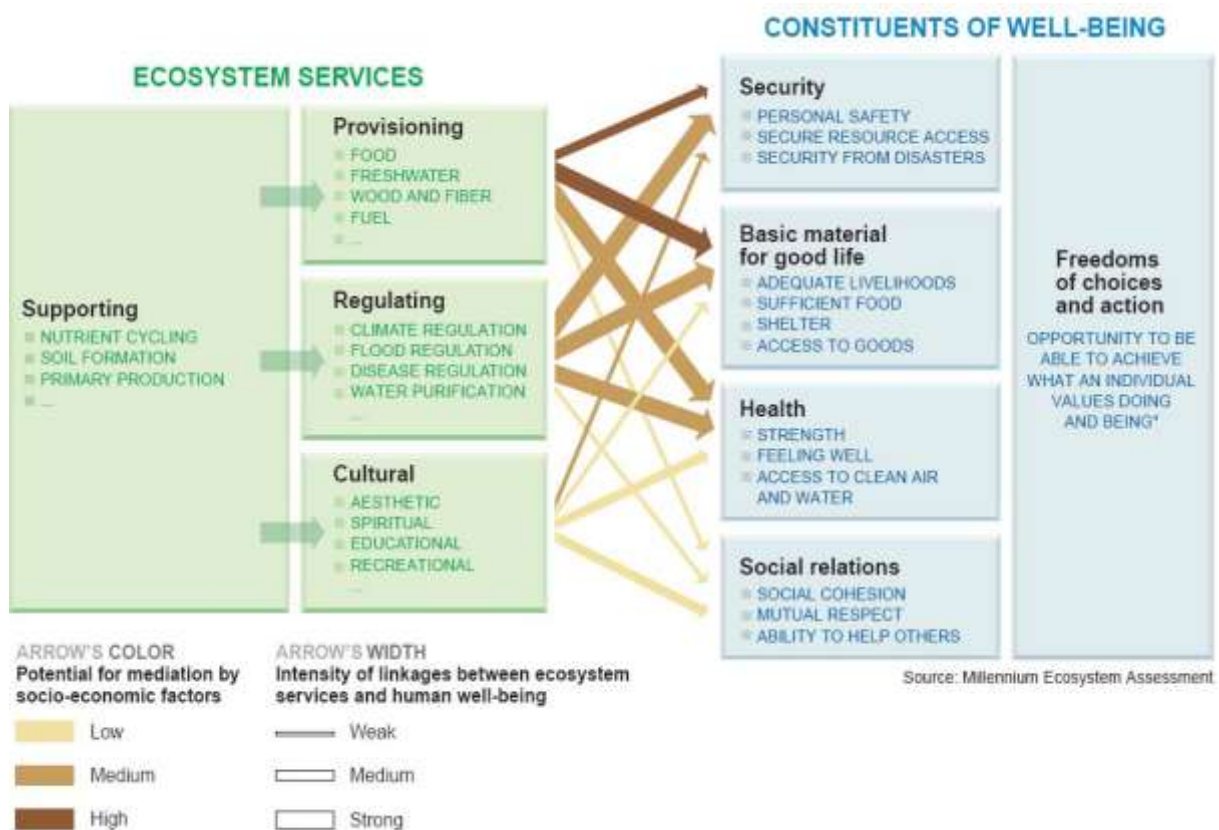 CONSTITUENTS OF WELL-BEING
ECOSYSTEM SERVICES
Supporting
NUTRIENT CYCLING
SOIL FORMATION
PRIMARY PRODUCTION
...
Provisioning
FOOD
FRESHWATER
WOOD AND FIBER
FUEL
...
Regulating
CLIMATE REGULATION
FLOOD REGULATION
DISEASE REGULATION
WATER PURIFICATION
...
Cultural
AESTHETIC
SPIRITUAL
EDUCATIONAL
RECREATIONAL
...
Security
PERSONAL SAFETY
SECURE RESOURCE ACCESS
SECURITY FROM DISASTERS
Basic material
for good life
ADEQUATE LIVELIHOODS
SUFFICIENT FOOD
SHELTER
ACCESS TO GOODS
Health
STRENGTH
FEELING WELL
ACCESS TO CLEAN AIR
AND WATER
Social relations
SOCIAL COHESION
MUTUAL RESPECT
ABILITY TO HELP OTHERS
Freedoms
of choices
and action
OPPORTUNITY TO BE
ABLE TO ACHIEVE
WHAT AN INDIVIDUAL
VALUES DOING
AND BEING*
Source: Millennium Ecosystem Assessment
ARROW'S COLOR
Potential for mediation by
socio-economic factors
Low
Medium
High
ARROW'S WIDTH
Intensity of linkages between ecosystem
services and human well-being
Weak
Medium
Strong